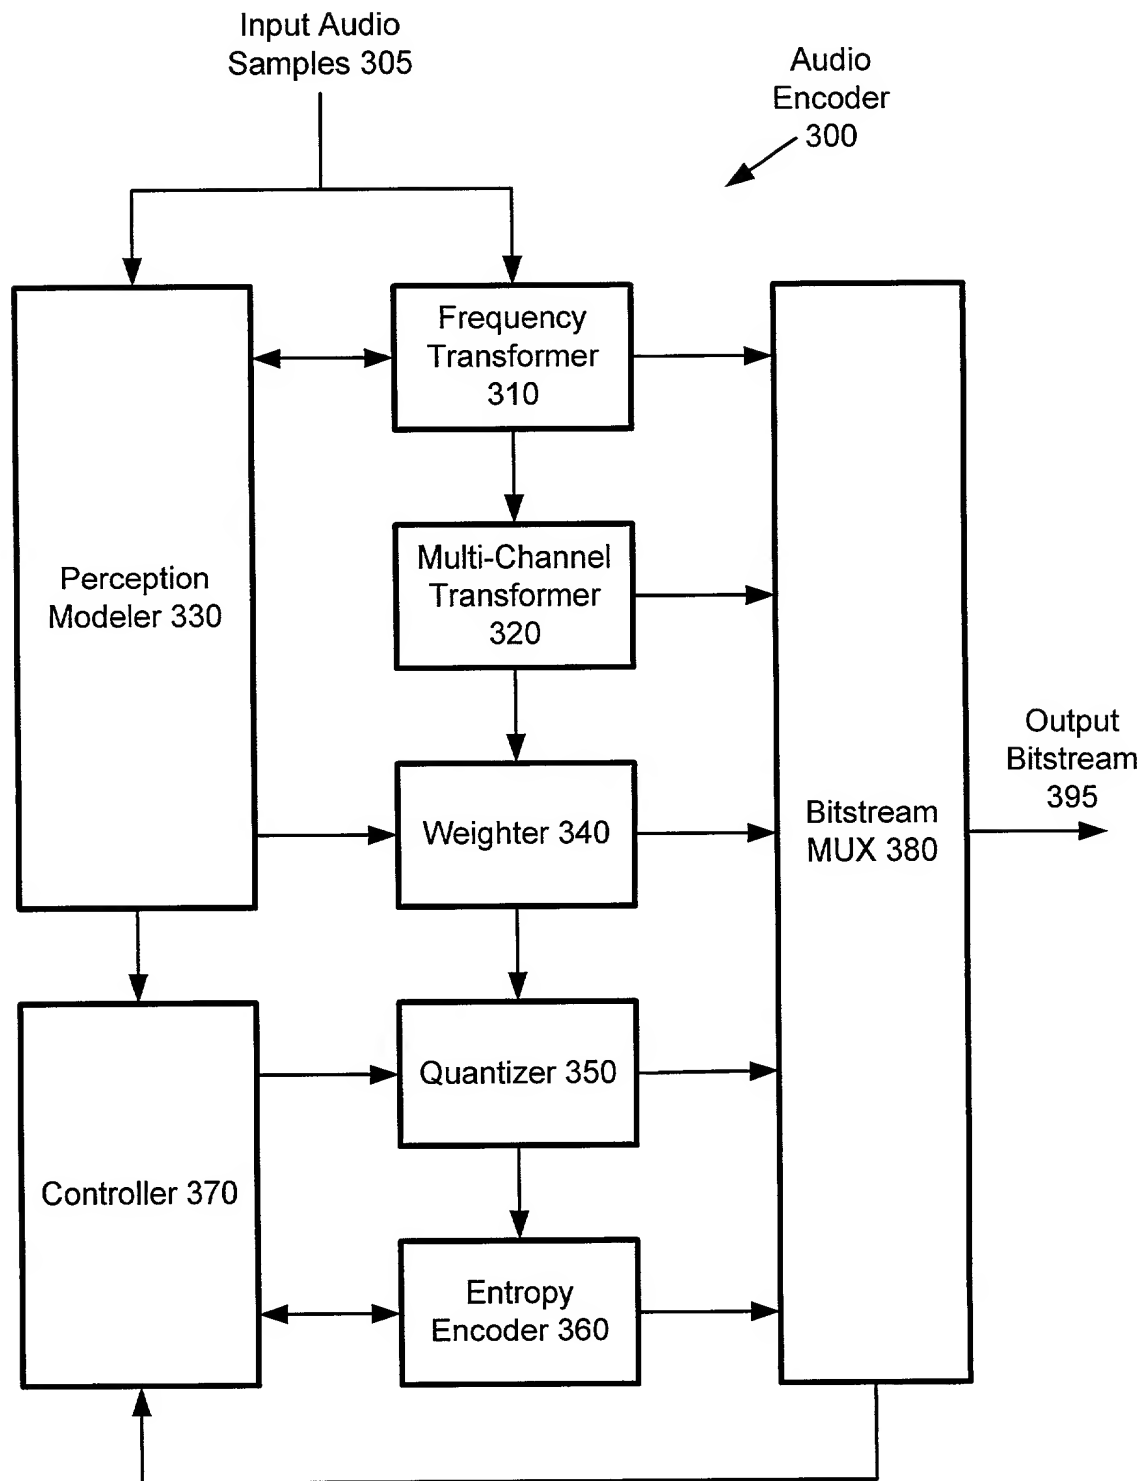 Input Audio
Samples 305
Audio
Encoder
300
Frequency
Transformer
310
Multi-Channel
Transformer
320
Perception
Modeler 330
Output
Bitstream
395
Weighter 340
Bitstream
MUX 380
Quantizer 350
Controller 370
Entropy
Encoder 360